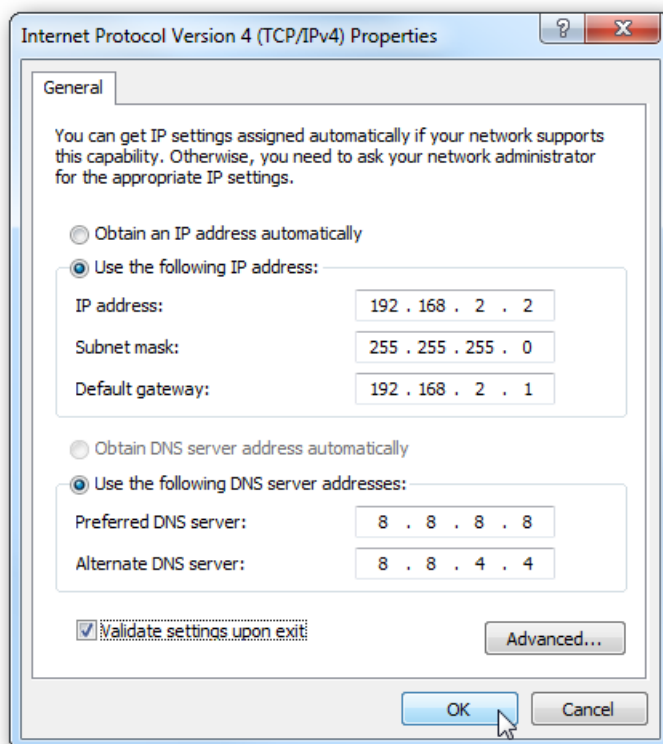 Internet Protocol Version 4 (TCP/IPv4) Properties
General
You can get IP settings assigned automatically if your network supports
this capability. Otherwise, you need to ask your network administrator
for the appropriate IP settings.
Obtain an IP address automatically
Use the following IP address:
IP address: 192 . 168 . 2 . 2
Subnet mask: 255 . 255 . 255 . 0
Default gateway: 192 . 168 . 2 . 1
Obtain DNS server address automatically
Use the following DNS server addresses:
Preferred DNS server: 8 . 8 . 8 . 8
Alternate DNS server: 8 . 8 . 4 . 4
Validate settings upon exit
Advanced...
OK Cancel